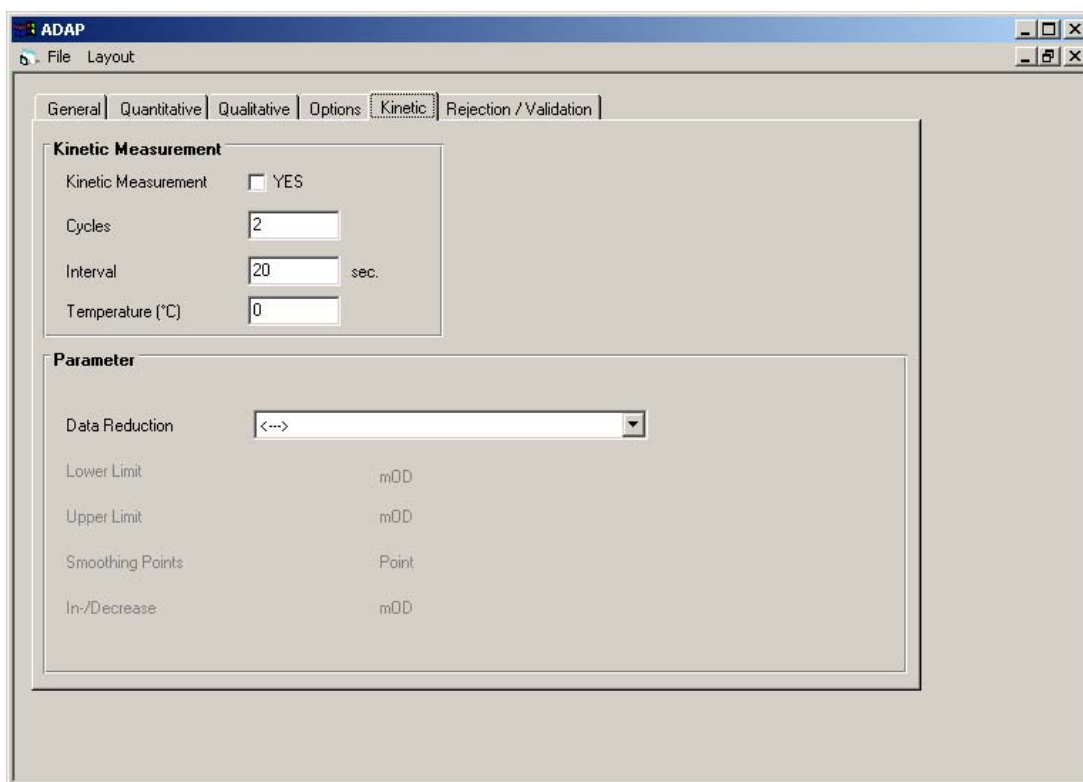 ADAP
File Layout
General Quantitative Qualitative Options Kinetic Rejection / Validation
Kinetic Measurement
Kinetic Measurement YES
Cycles 2
Interval 20 sec.
Temperature (°C) 0
Parameter
Data Reduction <--->
Lower Limit mOD
Upper Limit mOD
Smoothing Points Point
In-/Decrease mOD